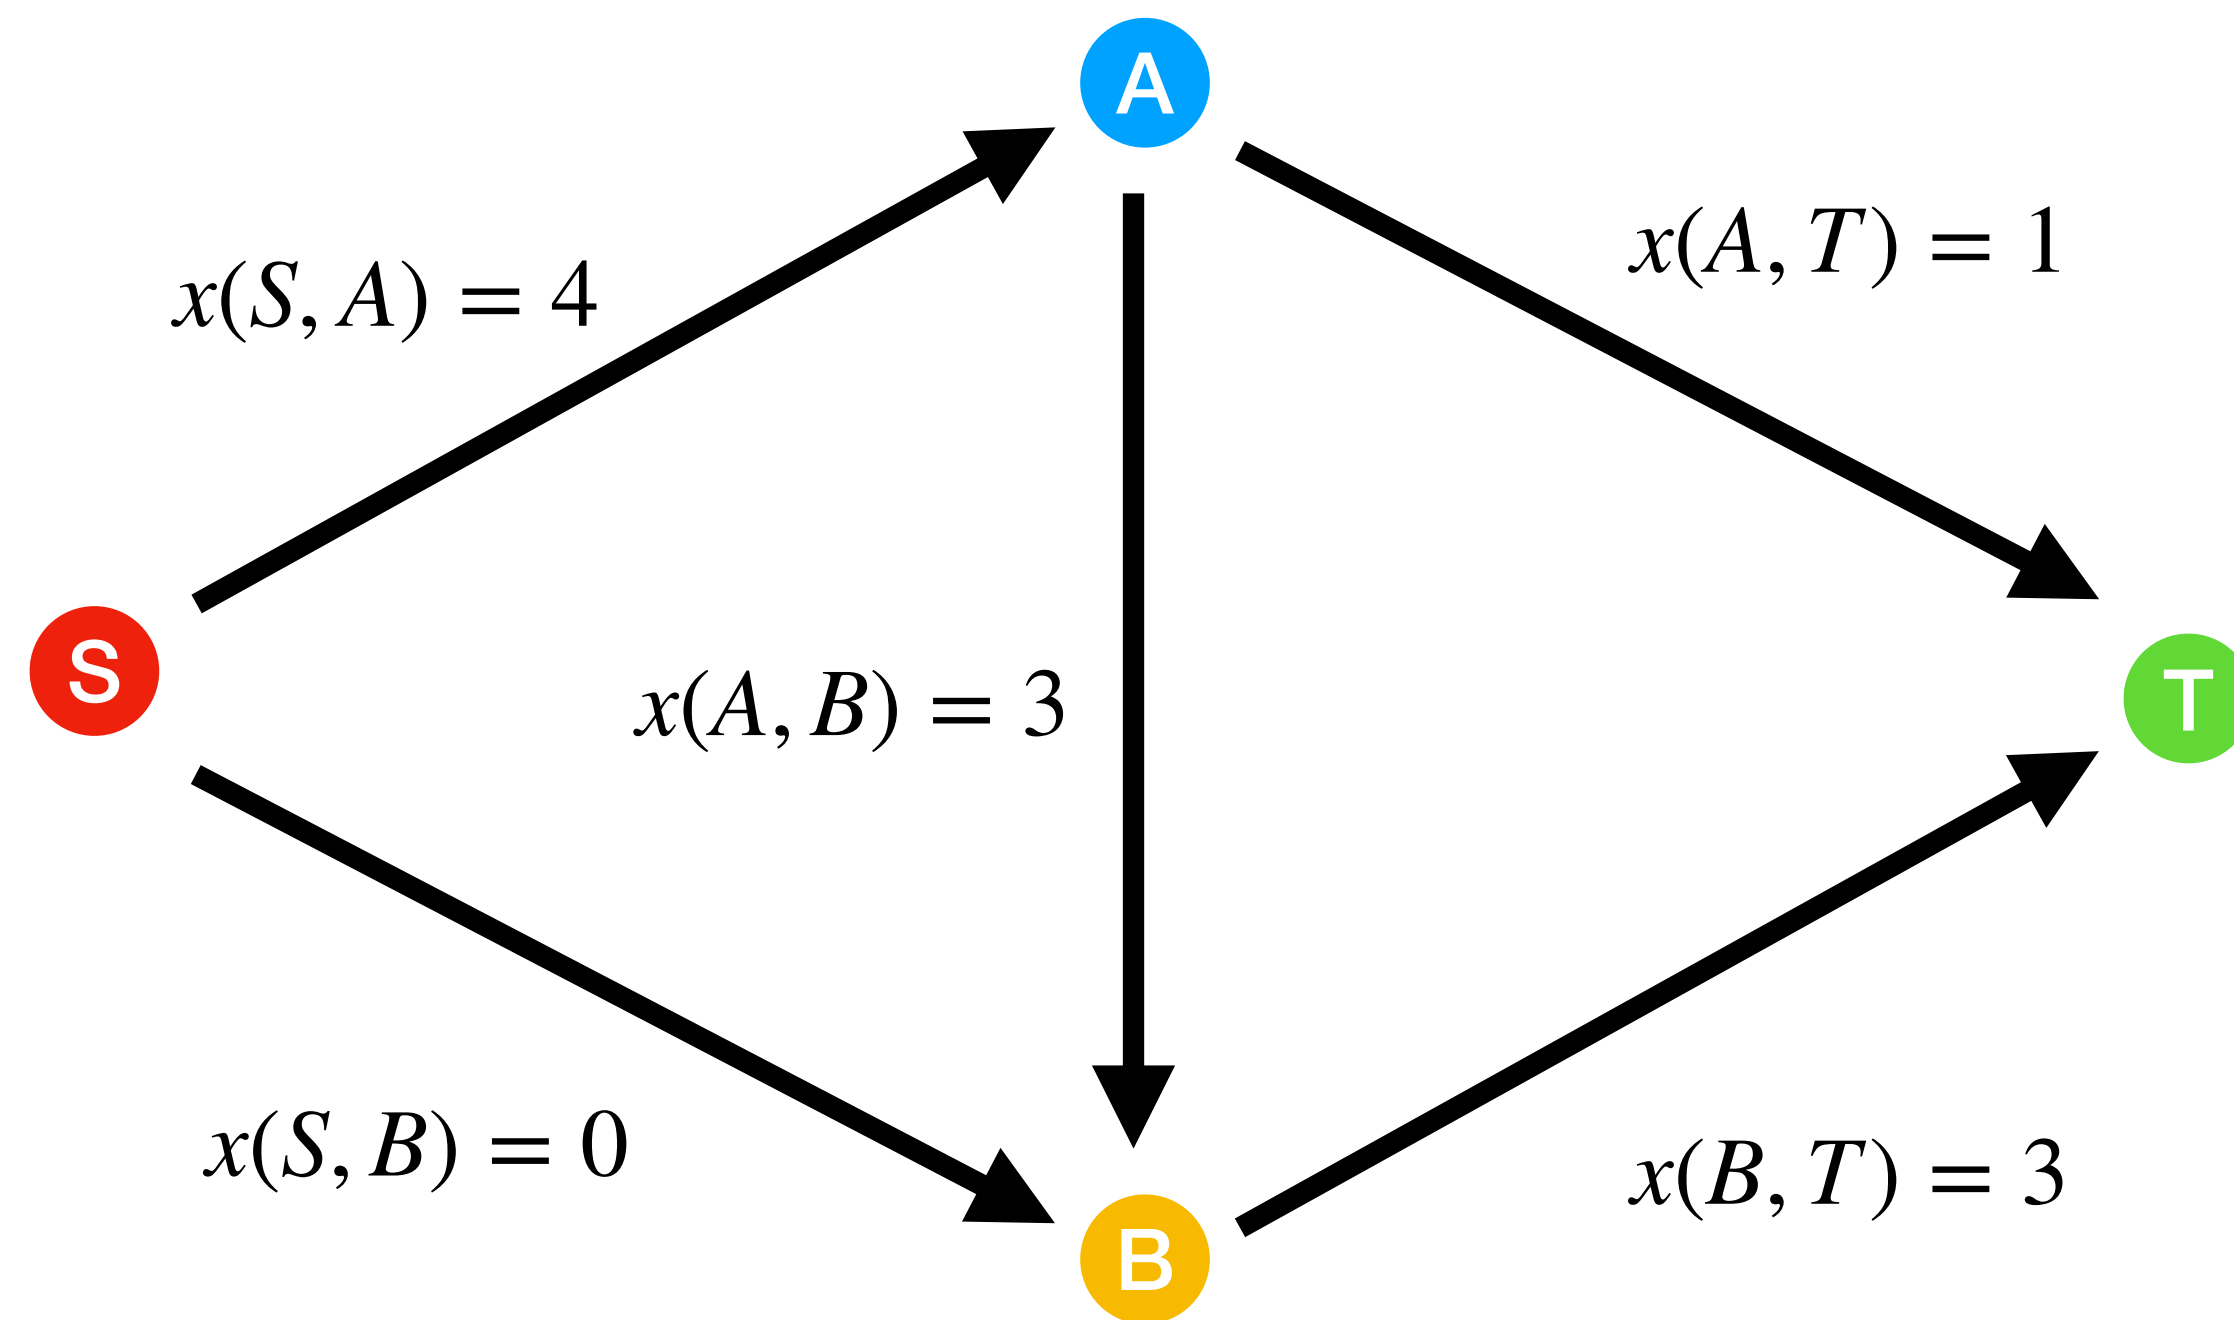 A
x(A, T) = 1
x(S, A) = 4
S
x(A, B) = 3
T
x(S, B) = 0
x(B, T) = 3
B